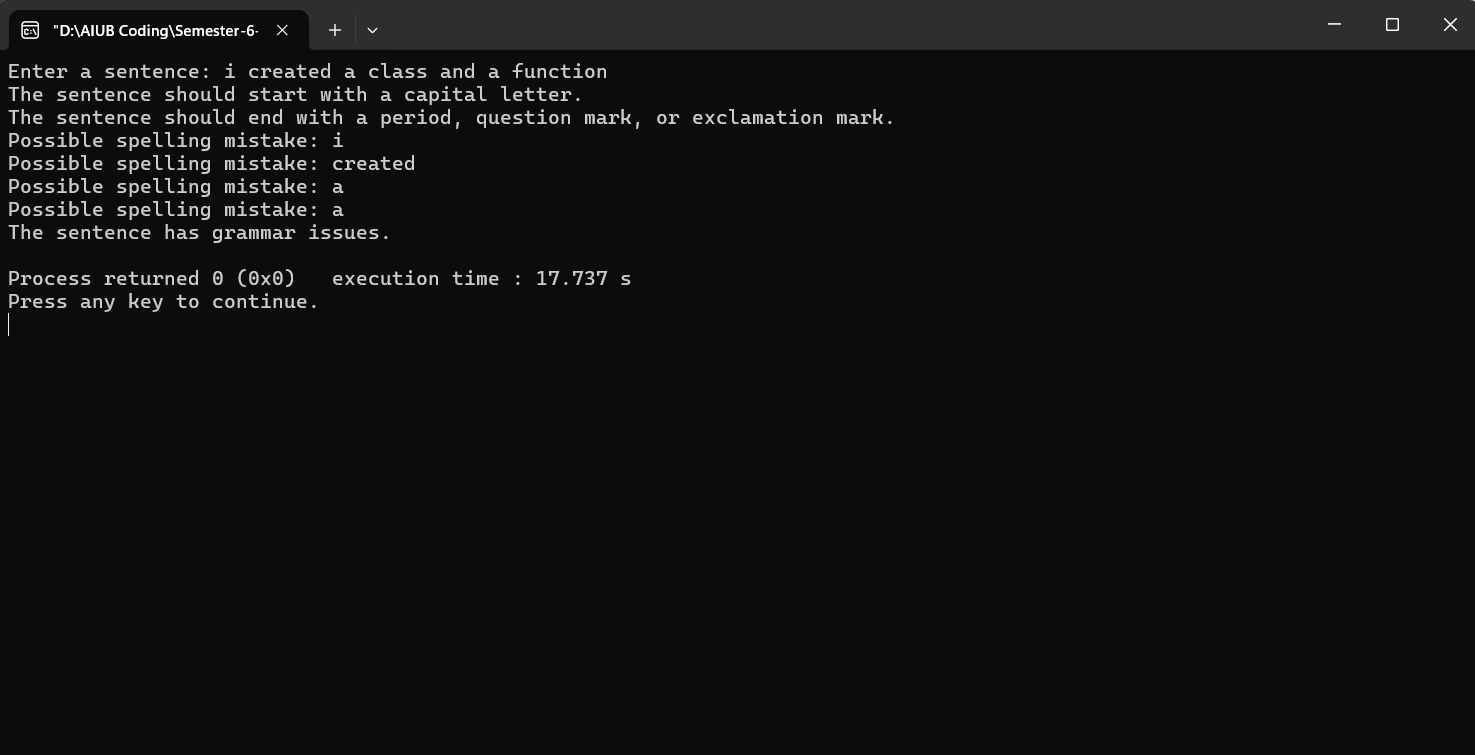 "D:\AIUB Coding\Semester-6-
Enter a sentence: i created a class and a function
The sentence should start with a capital letter.
The sentence should end with a period, question mark, or exclamation mark.
Possible spelling mistake: i
Possible spelling mistake: created
Possible spelling mistake: a
Possible spelling mistake: a
The sentence has grammar issues.
Process returned 0 (0x0)   execution time : 17.737 s
Press any key to continue.